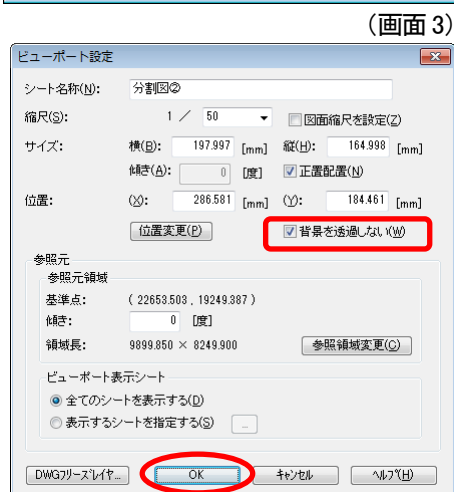 (画面 3)
ビューポート設定
シート名称(N): 分割図②
縮尺(S): 1 / 50 図面縮尺を設定(Z)
サイズ: 横(B): 197.997 [mm] 縦(H): 164.998 [mm]
傾き(A): 0 [度] 正置配置(N)
位置: (X): 286.581 [mm] (Y): 184.461 [mm]
位置変更(P) 背景を透過しない(W)
参照元
参照元領域
基準点: ( 22653.503 , 19249.387 )
傾き: 0 [度]
領域長: 9899.850 × 8249.900 参照領域変更(C)
ビューポート表示シート
全てのシートを表示する(D)
表示するシートを指定する(S) ...
DWGフリーズレイヤ... OK キャンセル ヘルプ(H)